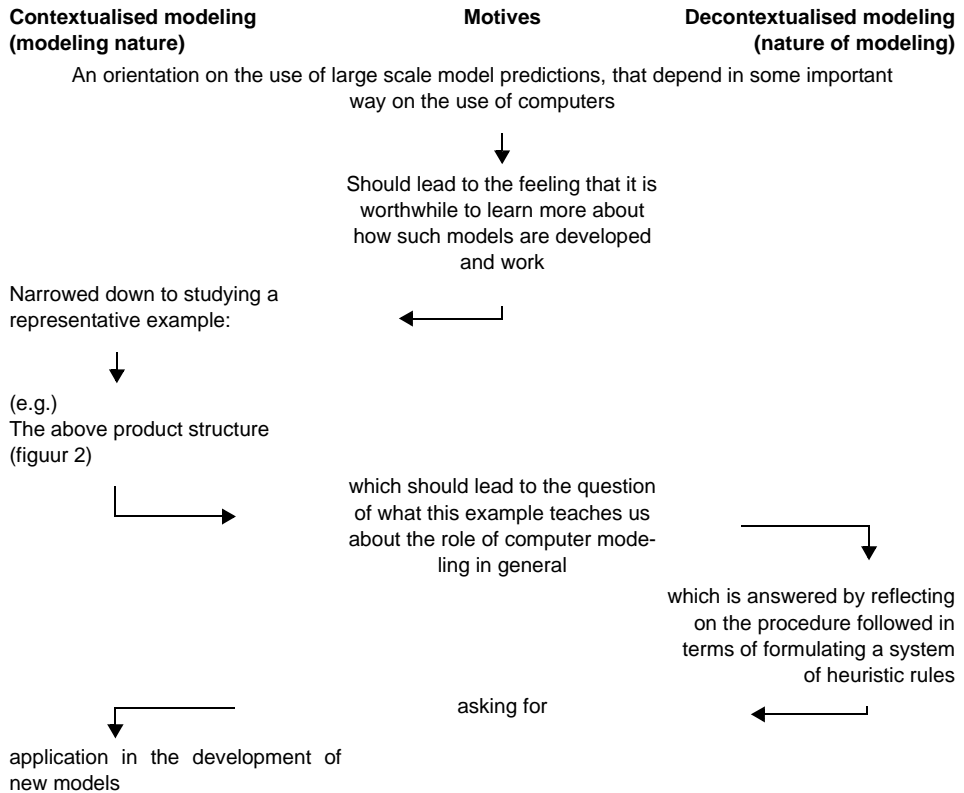 Contextualised modeling
(modeling nature)
Motives
Decontextualised modeling
(nature of modeling)
An orientation on the use of large scale model predictions, that depend in some important
way on the use of computers
Should lead to the feeling that it is
worthwhile to learn more about
how such models are developed
and work
Narrowed down to studying a
representative example:
(e.g.)
The above product structure
(figuur 2)
which should lead to the question
of what this example teaches us
about the role of computer mode-
ling in general
which is answered by reflecting
on the procedure followed in
terms of formulating a system
of heuristic rules
asking for
application in the development of
new models